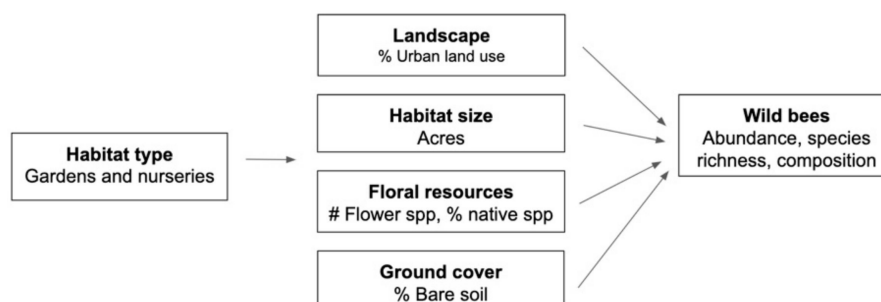 Landscape
% Urban land use
Habitat size
Acres
Habitat type
Gardens and nurseries
Wild bees
Abundance, species
richness, composition
Floral resources
# Flower spp, % native spp
Ground cover
% Bare soil